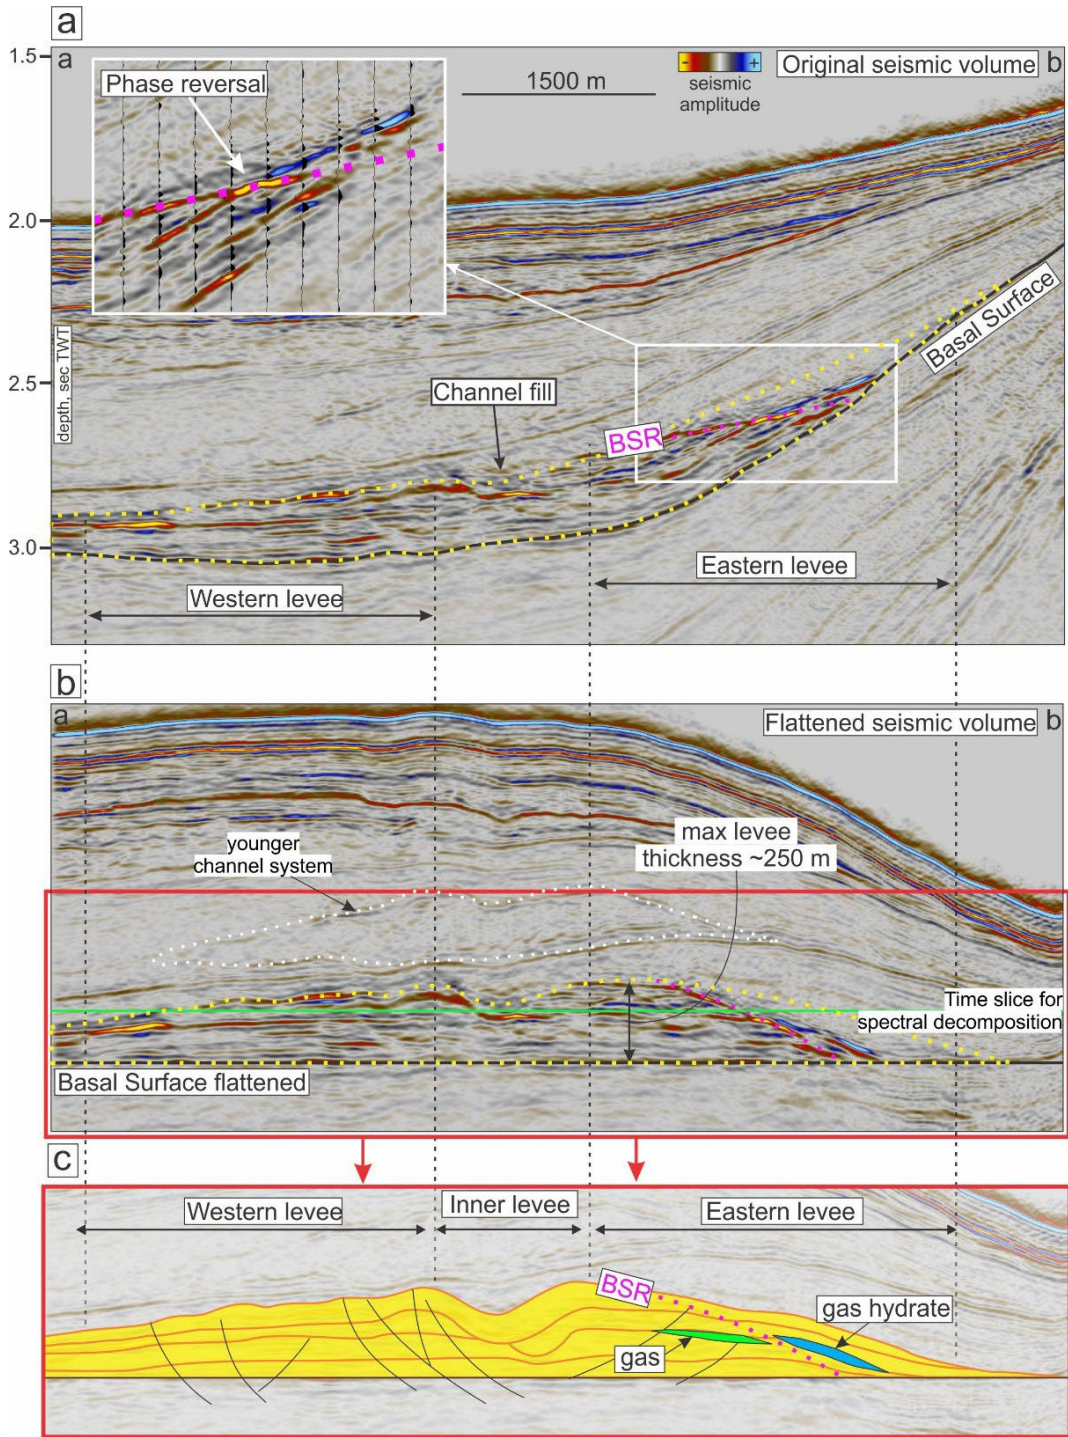 a
1.5
a
Phase reversal
1500 m
-
+
seismic
amplitude
Original seismic volume
b
2.0
depth, sec TWT
2.5
Basal Surface
Channel fill
BSR
3.0
Western levee
Eastern levee
b
a
Flattened seismic volume
b
younger
channel system
max levee
thickness ~250 m
Time slice for
spectral decomposition
Basal Surface flattened
c
Western levee
Inner levee
Eastern levee
BSR
gas hydrate
gas